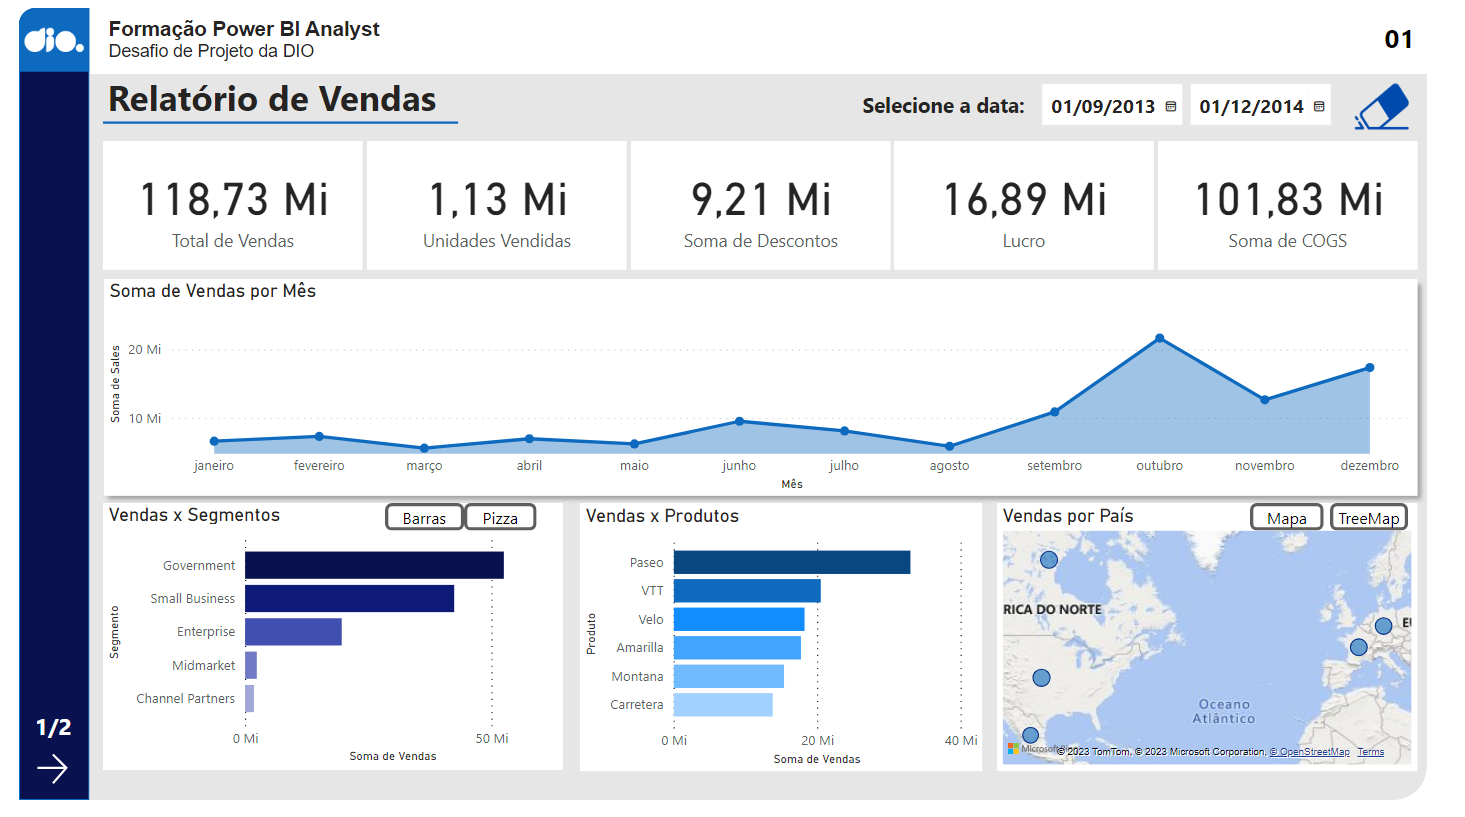 dio.
Formação Power BI Analyst
Desafio de Projeto da DIO
01
Relatório de Vendas
Selecione a data:
01/09/2013
01/12/2014
118,73 Mi
Total de Vendas
1,13 Mi
Unidades Vendidas
9,21 Mi
Soma de Descontos
16,89 Mi
Lucro
101,83 Mi
Soma de COGS
Soma de Vendas por Mês
Soma de Sales
20 Mi
10 Mi
janeiro
fevereiro
março
abril
maio
junho
julho
agosto
setembro
outubro
novembro
dezembro
Mês
Vendas x Segmentos
Barras
Pizza
Segmento
Government
Small Business
Enterprise
Midmarket
Channel Partners
0 Mi
50 Mi
Soma de Vendas
Vendas x Produtos
Produto
Paseo
VTT
Velo
Amarilla
Montana
Carretera
0 Mi
20 Mi
40 Mi
Soma de Vendas
Vendas por País
Mapa
TreeMap
RICA DO NORTE
Oceano
Atlântico
Microsoft
© 2023 TomTom, © 2023 Microsoft Corporation, © OpenStreetMap Terms
1/2